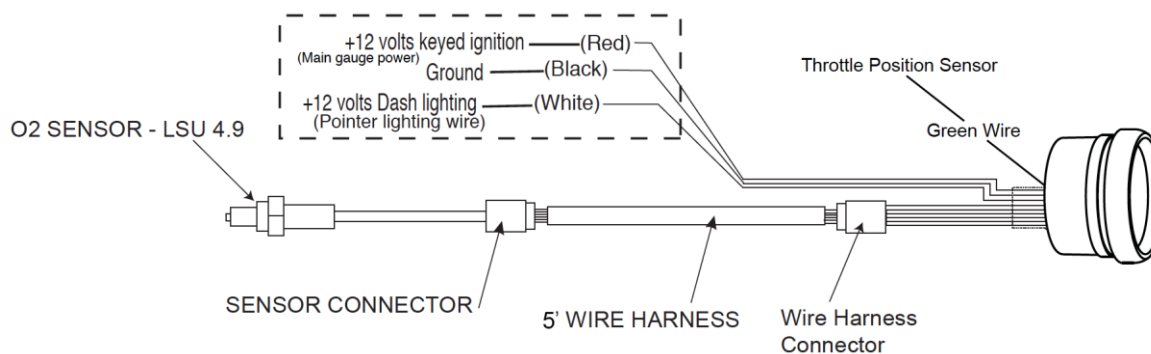 +12 volts keyed ignition (Red)
(Main gauge power)
Ground (Black)
+12 volts Dash lighting (White)
(Pointer lighting wire)
Throttle Position Sensor
Green Wire
O2 SENSOR - LSU 4.9
SENSOR CONNECTOR
5' WIRE HARNESS
Wire Harness
Connector